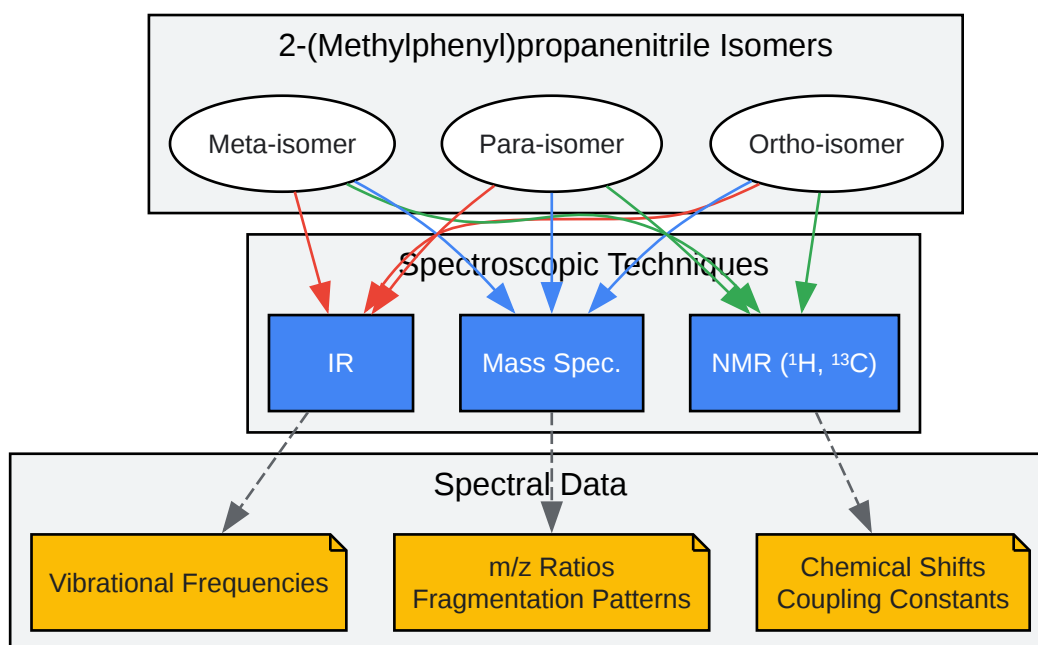 2-(Methylphenyl)propanenitrile Isomers
Meta-isomer
Para-isomer
Ortho-isomer
Spectroscopic Techniques
IR
Mass Spec.
NMR (¹H, ¹³C)
Spectral Data
Vibrational Frequencies
m/z Ratios
Fragmentation Patterns
Chemical Shifts
Coupling Constants